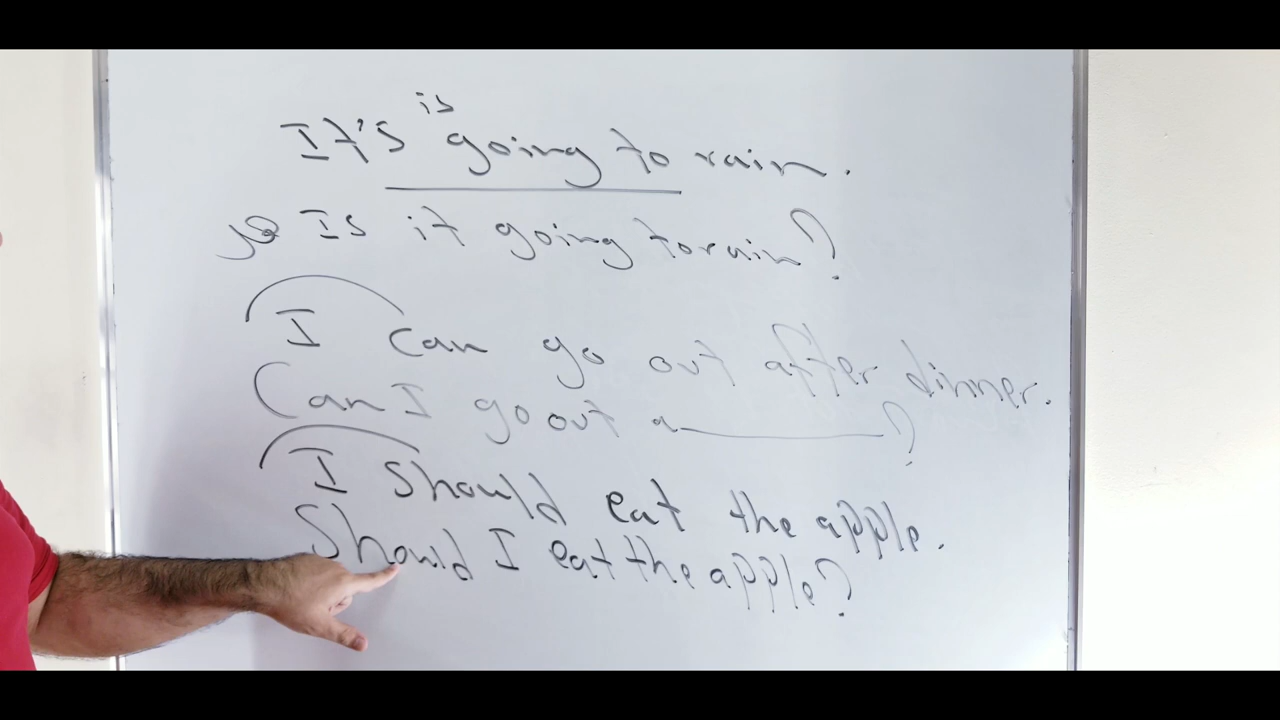 is
It's going to rain.
Is it going to rain?
I can go out after dinner.
Can I go out a________?
I should eat the apple.
Should I eat the apple?